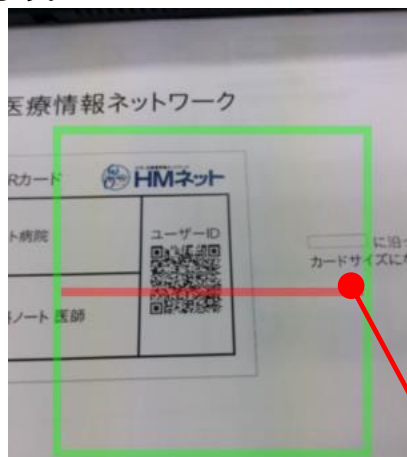 医療情報ネットワーク
Rカード
HMネット
ト病院
ユーザーID
ノート 医師
に沿っ
カードサイズにな